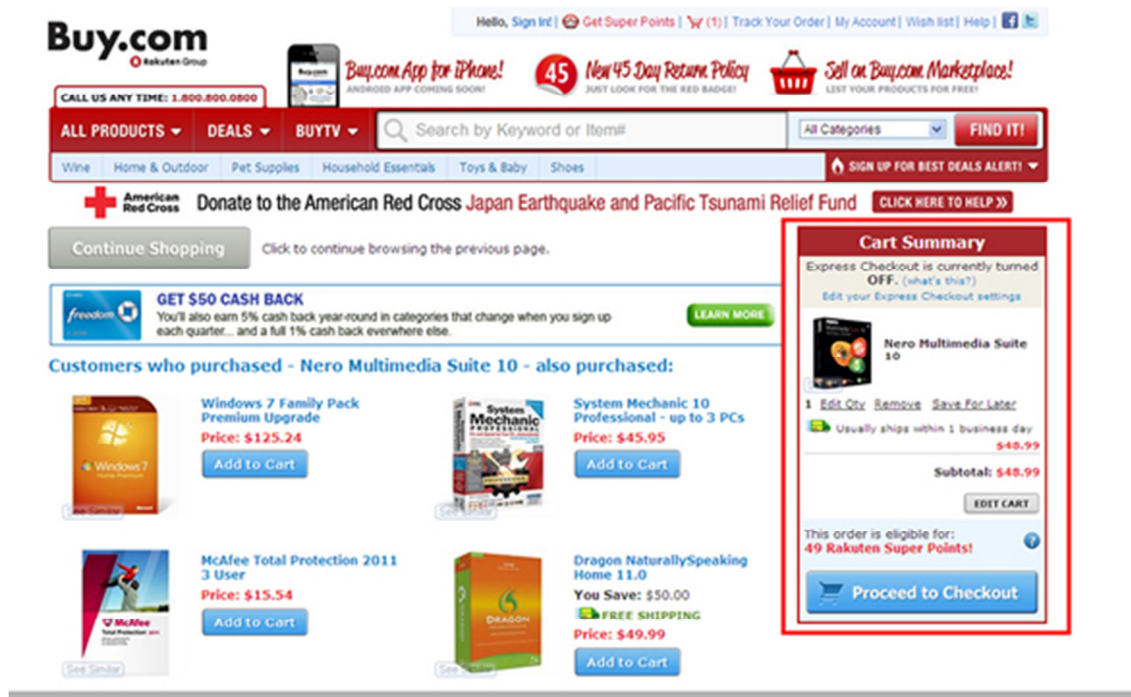 Hello, Sign In! | Get Super Points | (1) | Track Your Order | My Account | Wish list | Help |
Buy.com
Rakuten Group
Buy.com App for iPhone!
ANDROID APP COMING SOON!
45
New 45 Day Return Policy
JUST LOOK FOR THE RED BADGE!
Sell on Buy.com Marketplace!
LIST YOUR PRODUCTS FOR FREE!
CALL US ANY TIME: 1.800.800.0800
ALL PRODUCTS DEALS BUYTV Search by Keyword or Item# All Categories FIND IT!
Wine Home & Outdoor Pet Supplies Household Essentials Toys & Baby Shoes SIGN UP FOR BEST DEALS ALERT!
American
Red Cross
Donate to the American Red Cross Japan Earthquake and Pacific Tsunami Relief Fund CLICK HERE TO HELP »
Continue Shopping Click to continue browsing the previous page.
freedom
GET $50 CASH BACK
You'll also earn 5% cash back year-round in categories that change when you sign up
each quarter... and a full 1% cash back everywhere else.
LEARN MORE
Customers who purchased - Nero Multimedia Suite 10 - also purchased:
Windows 7
Home Premium
See Similar
Windows 7 Family Pack
Premium Upgrade
Price: $125.24
Add to Cart
System
Mechanic
PROFESSIONAL
See Similar
System Mechanic 10
Professional - up to 3 PCs
Price: $45.95
Add to Cart
McAfee
Total Protection 2011
See Similar
McAfee Total Protection 2011
3 User
Price: $15.54
Add to Cart
DRAGON
See Similar
Dragon NaturallySpeaking
Home 11.0
You Save: $50.00
FREE SHIPPING
Price: $49.99
Add to Cart
Cart Summary
Express Checkout is currently turned
OFF. (what's this?)
Edit your Express Checkout settings
Nero Multimedia Suite
10
1 Edit Qty Remove Save For Later
Usually ships within 1 business day
$48.99
Subtotal: $48.99
EDIT CART
This order is eligible for:
49 Rakuten Super Points!
?
Proceed to Checkout